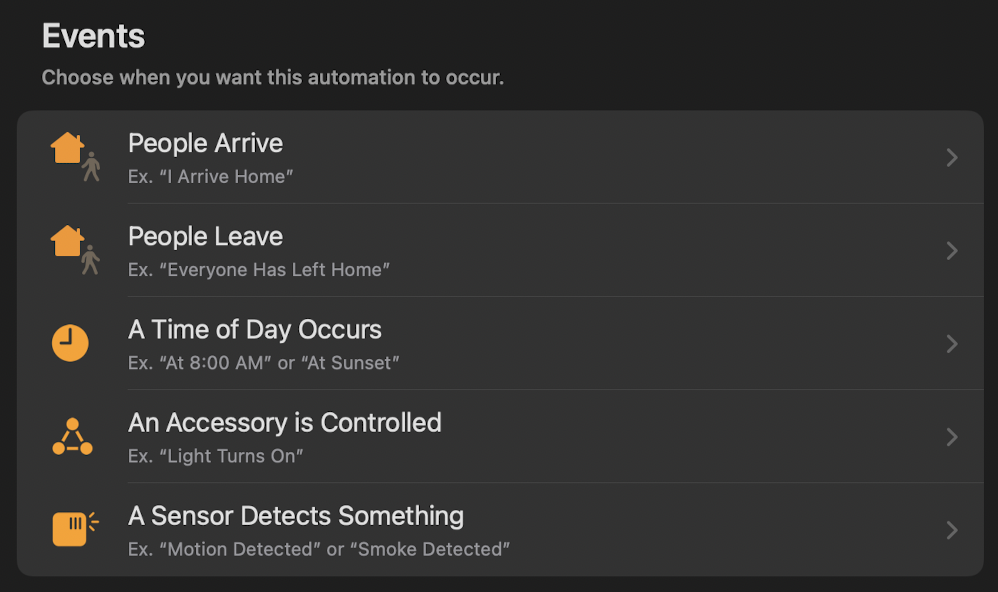 Events
Choose when you want this automation to occur.
People Arrive
Ex. “I Arrive Home”
People Leave
Ex. “Everyone Has Left Home”
A Time of Day Occurs
Ex. “At 8:00 AM” or “At Sunset”
An Accessory is Controlled
Ex. “Light Turns On”
A Sensor Detects Something
Ex. “Motion Detected” or “Smoke Detected”